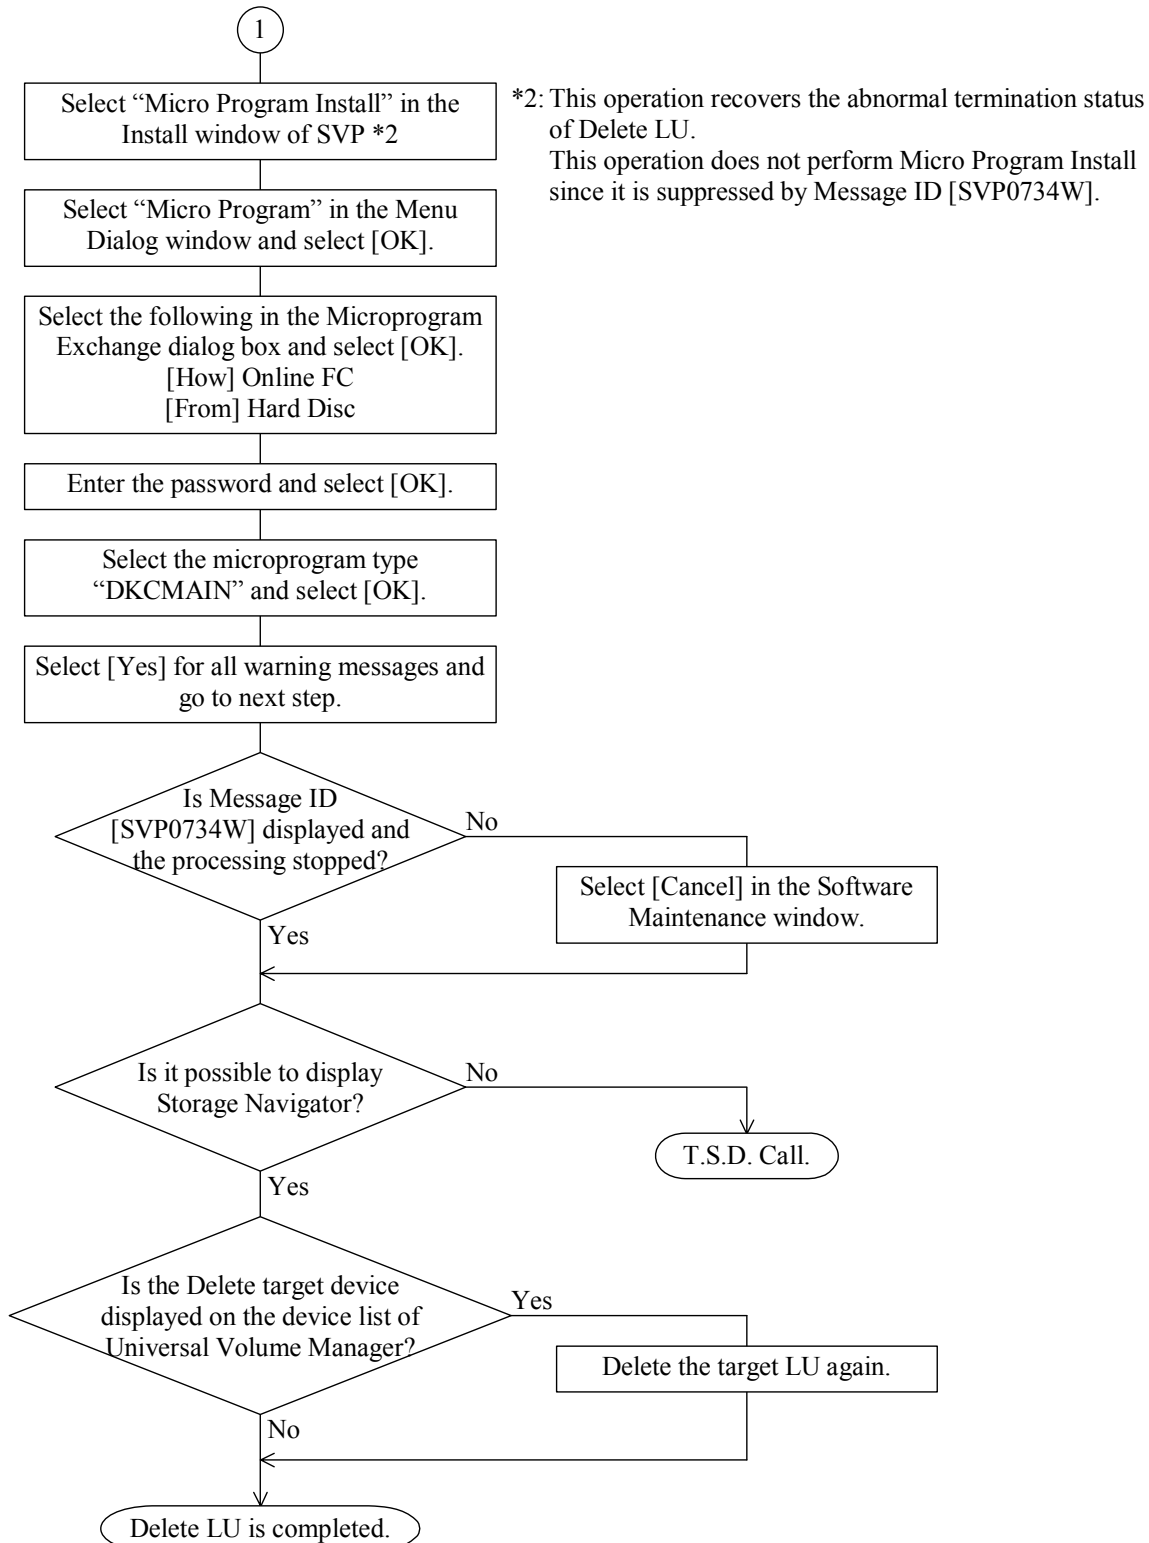 1
Select “Micro Program Install” in the
Install window of SVP *2
*2: This operation recovers the abnormal termination status
of Delete LU.
This operation does not perform Micro Program Install
since it is suppressed by Message ID [SVP0734W].
Select “Micro Program” in the Menu
Dialog window and select [OK].
Select the following in the Microprogram
Exchange dialog box and select [OK].
[How] Online FC
[From] Hard Disc
Enter the password and select [OK].
Select the microprogram type
“DKCMAIN” and select [OK].
Select [Yes] for all warning messages and
go to next step.
Is Message ID
[SVP0734W] displayed and
the processing stopped?
No
Select [Cancel] in the Software
Maintenance window.
Yes
Is it possible to display
Storage Navigator?
No
T.S.D. Call.
Yes
Is the Delete target device
displayed on the device list of
Universal Volume Manager?
Yes
Delete the target LU again.
No
Delete LU is completed.